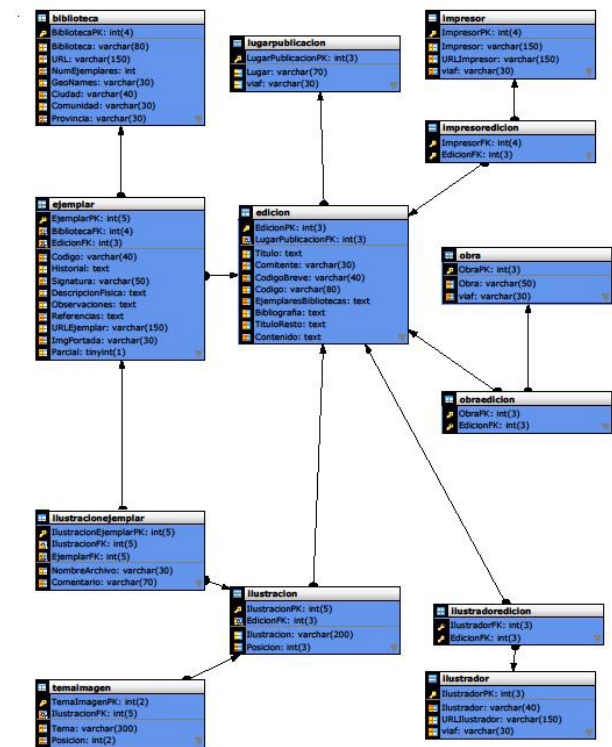 biblioteca
BibliotecaPK: int(4)
Biblioteca: varchar(80)
URL: varchar(150)
NumEjemplares: int
GeoNames: varchar(30)
Ciudad: varchar(40)
Comunidad: varchar(30)
Provincia: varchar(30)
lugarpublicacion
LugarPublicacionPK: int(3)
Lugar: varchar(70)
viaf: varchar(30)
impresor
ImpresorPK: int(4)
Impresor: varchar(150)
URLImpresor: varchar(150)
viaf: varchar(30)
impresoredicion
ImpresorFK: int(4)
EdicionFK: int(3)
ejemplar
EjemplarPK: int(5)
BibliotecaFK: int(4)
EdicionFK: int(3)
Codigo: varchar(40)
Historial: text
Signatura: varchar(50)
DescripcionFisica: text
Observaciones: text
Referencias: text
URLEjemplar: varchar(150)
ImgPortada: varchar(30)
Parcial: tinyint(1)
edicion
EdicionPK: int(3)
LugarPublicacionFK: int(3)
Titulo: text
Comitente: varchar(30)
CodigoBreve: varchar(40)
Codigo: varchar(80)
EjemplaresBibliotecas: text
Bibliografia: text
TituloResto: text
Contenido: text
obra
ObraPK: int(3)
Obra: varchar(50)
viaf: varchar(30)
obraedicion
ObraFK: int(3)
EdicionFK: int(3)
ilustracionejemplar
IlustracionEjemplarPK: int(5)
IlustracionFK: int(5)
EjemplarFK: int(5)
NombreArchivo: varchar(30)
Comentario: varchar(70)
ilustracion
IlustracionPK: int(5)
EdicionFK: int(3)
Ilustracion: varchar(200)
Posicion: int(3)
ilustradoredicion
IlustradorFK: int(3)
EdicionFK: int(3)
temaimagen
TemaImagenPK: int(2)
IlustracionFK: int(5)
Tema: varchar(300)
Posicion: int(2)
ilustrador
IlustradorPK: int(3)
Ilustrador: varchar(40)
URLIlustrador: varchar(150)
viaf: varchar(30)